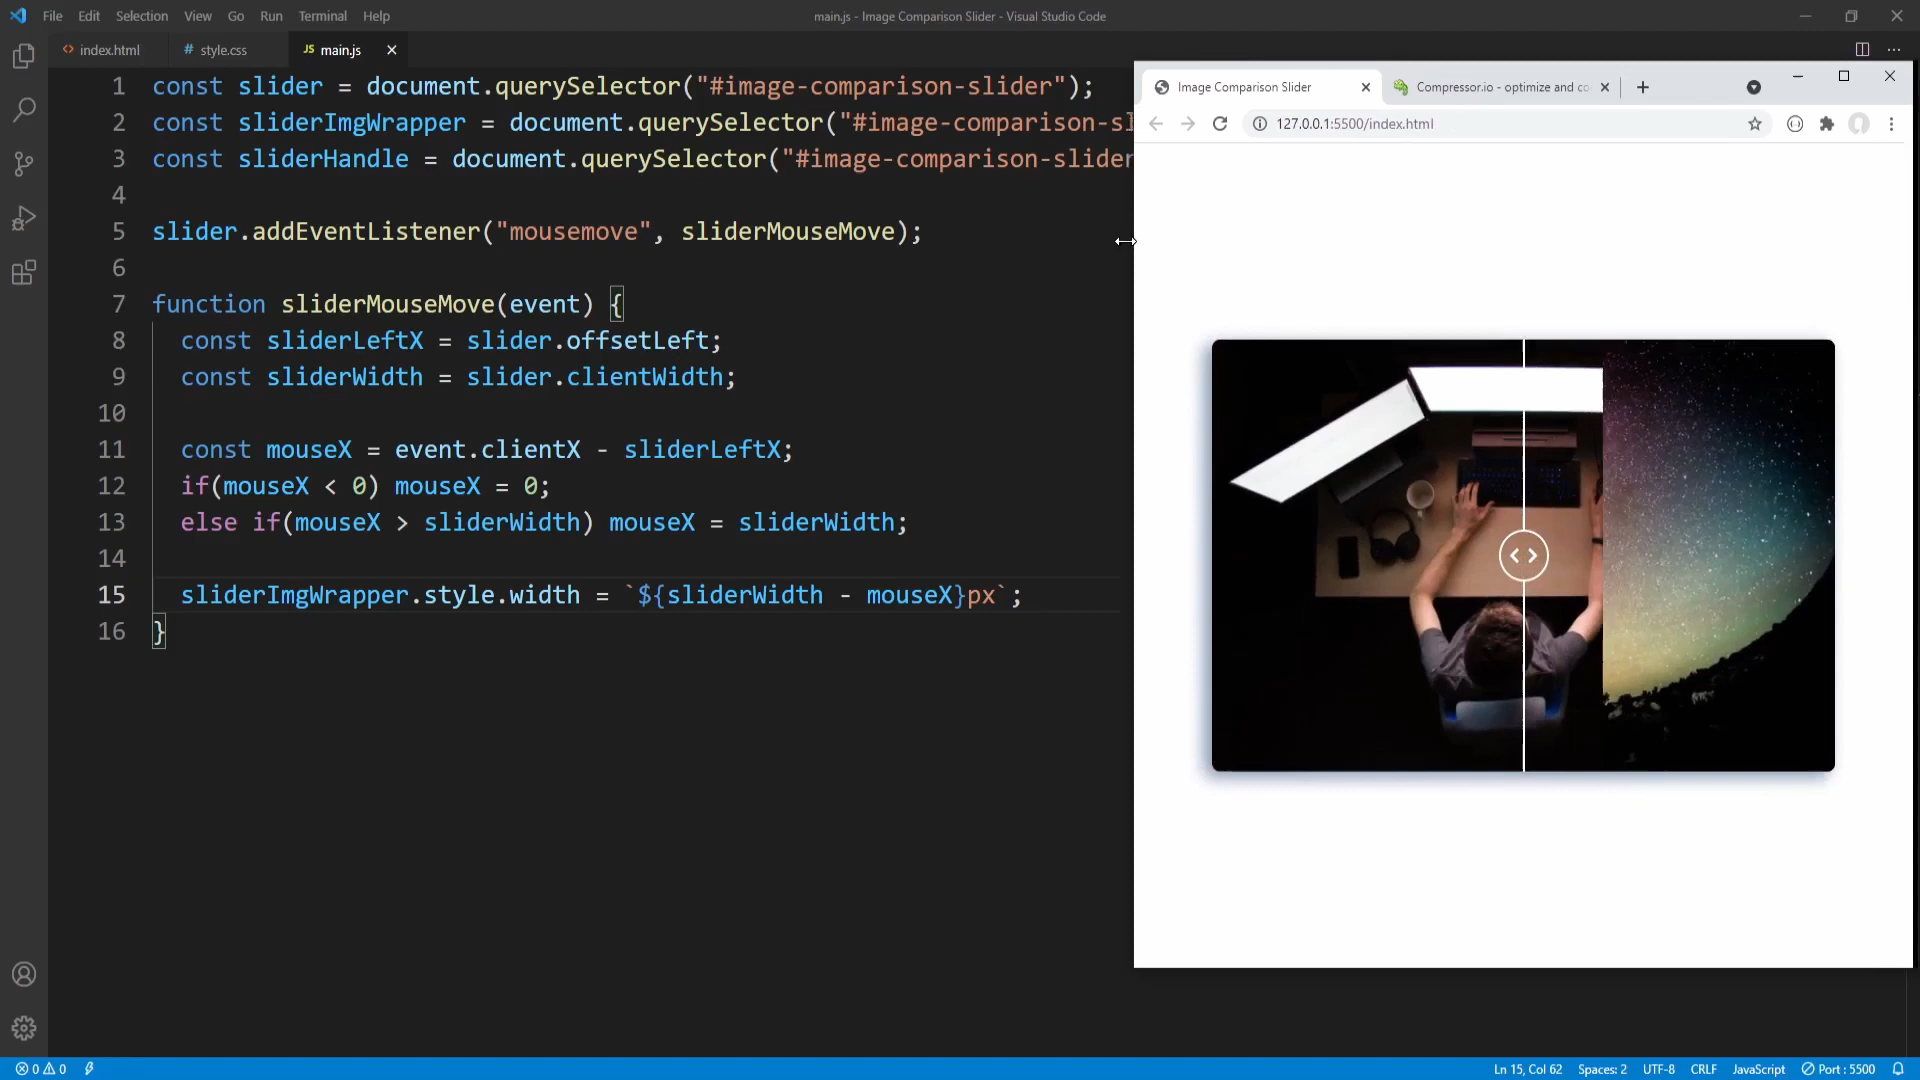 File Edit Selection View Go Run Terminal Help
main.js - Image Comparison Slider - Visual Studio Code
index.html
# style.css
JS main.js
1 const slider = document.querySelector("#image-comparison-slider");
2 const sliderImgWrapper = document.querySelector("#image-comparison-sl
3 const sliderHandle = document.querySelector("#image-comparison-slider
4
5 slider.addEventListener("mousemove", sliderMouseMove);
6
7 function sliderMouseMove(event) {
8 const sliderLeftX = slider.offsetLeft;
9 const sliderWidth = slider.clientWidth;
10
11 const mouseX = event.clientX - sliderLeftX;
12 if(mouseX < 0) mouseX = 0;
13 else if(mouseX > sliderWidth) mouseX = sliderWidth;
14
15 sliderImgWrapper.style.width = `${sliderWidth - mouseX}px`;
16 }
Image Comparison Slider
Compressor.io - optimize and co
127.0.0.1:5500/index.html
0 0
Ln 15, Col 62
Spaces: 2
UTF-8
CRLF
JavaScript
Port : 5500